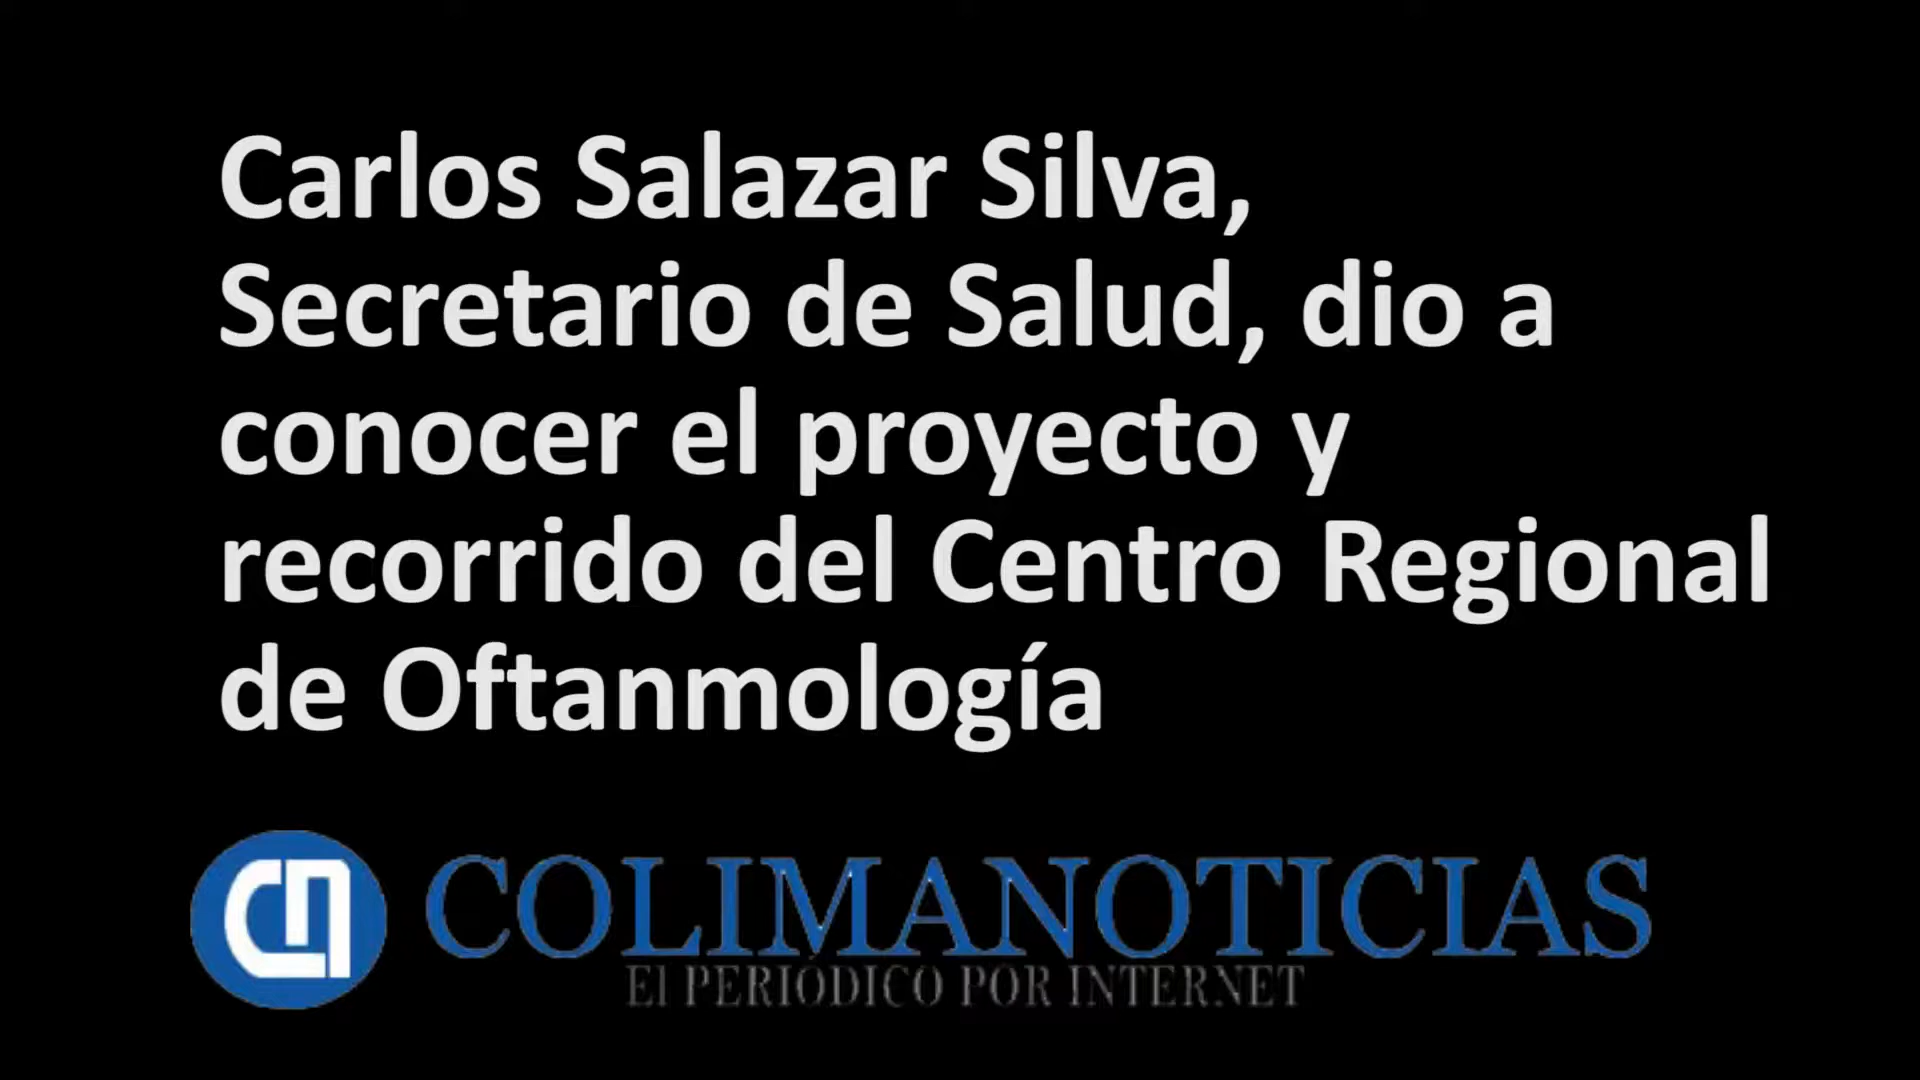 Carlos Salazar Silva,
Secretario de Salud, dio a
conocer el proyecto y
recorrido del Centro Regional
de Oftanmología
CN COLIMANOTICIAS
El PERIÓDICO POR INTERNET